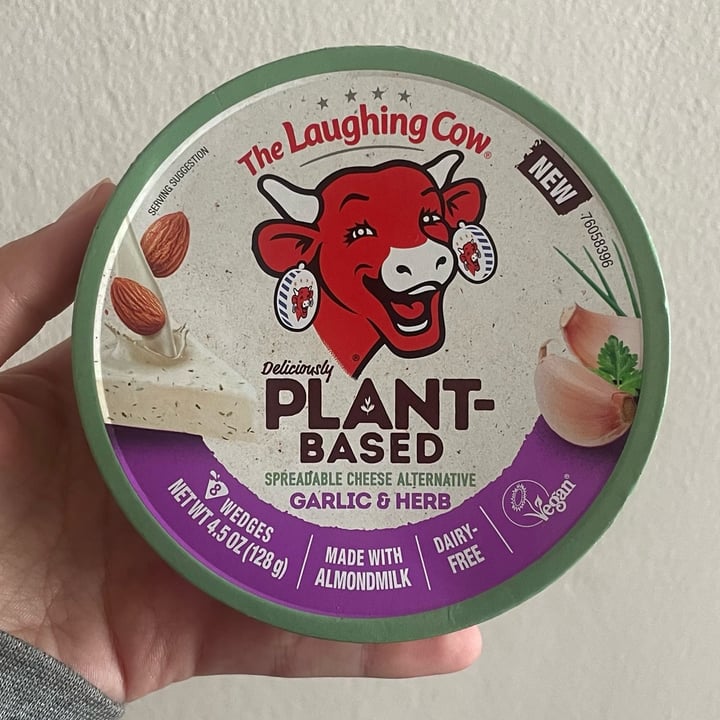 The Laughing Cow®
SERVING SUGGESTION
NEW
76058396
®
Deliciously
PLANT-
BASED
SPREADABLE CHEESE ALTERNATIVE
GARLIC & HERB
8 WEDGES
NET WT 4.5 OZ (128 g)
MADE WITH
ALMONDMILK
DAIRY-
FREE
Vegan®